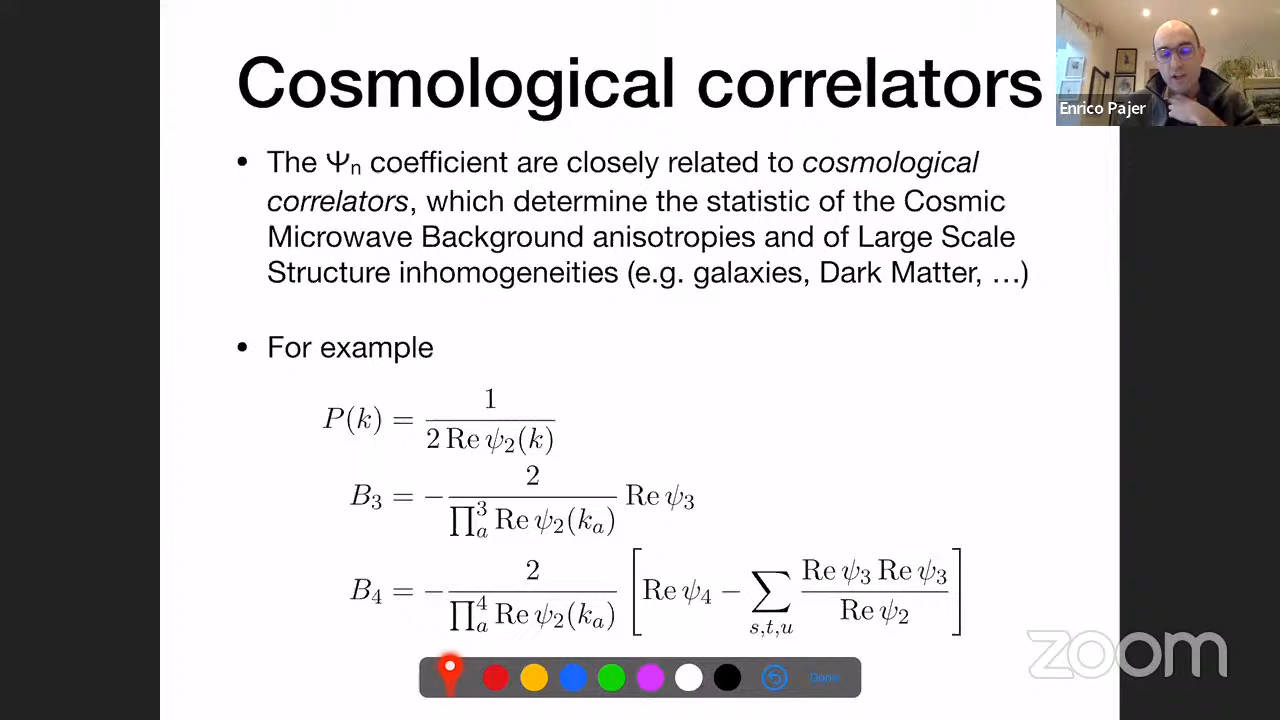 Cosmological correlators
Enrico Pajer
• The Ψn coefficient are closely related to cosmological
correlators, which determine the statistic of the Cosmic
Microwave Background anisotropies and of Large Scale
Structure inhomogeneities (e.g. galaxies, Dark Matter, …)
• For example
P(k) = 1 / (2 Re ψ₂(k))
B₃ = − 2 / (∏ₐ³ Re ψ₂(kₐ)) Re ψ₃
B₄ = − 2 / (∏ₐ⁴ Re ψ₂(kₐ)) [Re ψ₄ − ∑ s,t,u (Re ψ₃ Re ψ₃) / (Re ψ₂)]
zoom
Done